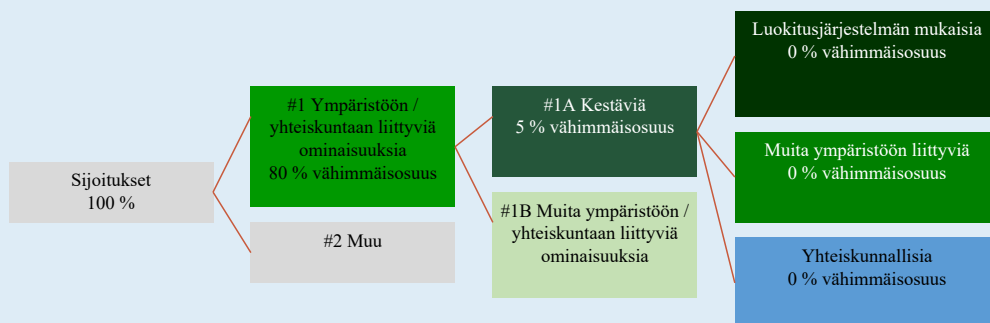 Sijoitukset
100 %
#1 Ympäristöön /
yhteiskuntaan liittyviä
ominaisuuksia
80 % vähimmäisosuus
#2 Muu
#1A Kestäviä
5 % vähimmäisosuus
#1B Muita ympäristöön /
yhteiskuntaan liittyviä
ominaisuuksia
Luokitusjärjestelmän mukaisia
0 % vähimmäisosuus
Muita ympäristöön liittyviä
0 % vähimmäisosuus
Yhteiskunnallisia
0 % vähimmäisosuus